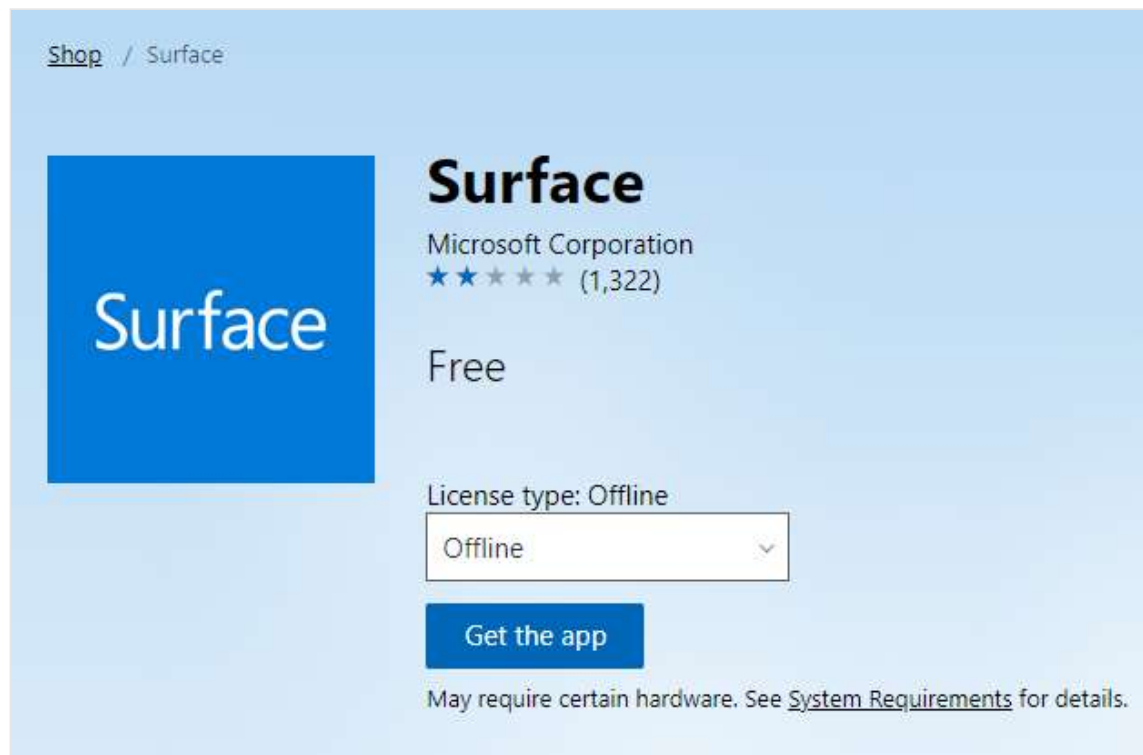 Shop / Surface
Surface
Surface
Microsoft Corporation
(1,322)
Free
License type: Offline
Offline
Get the app
May require certain hardware. See System Requirements for details.